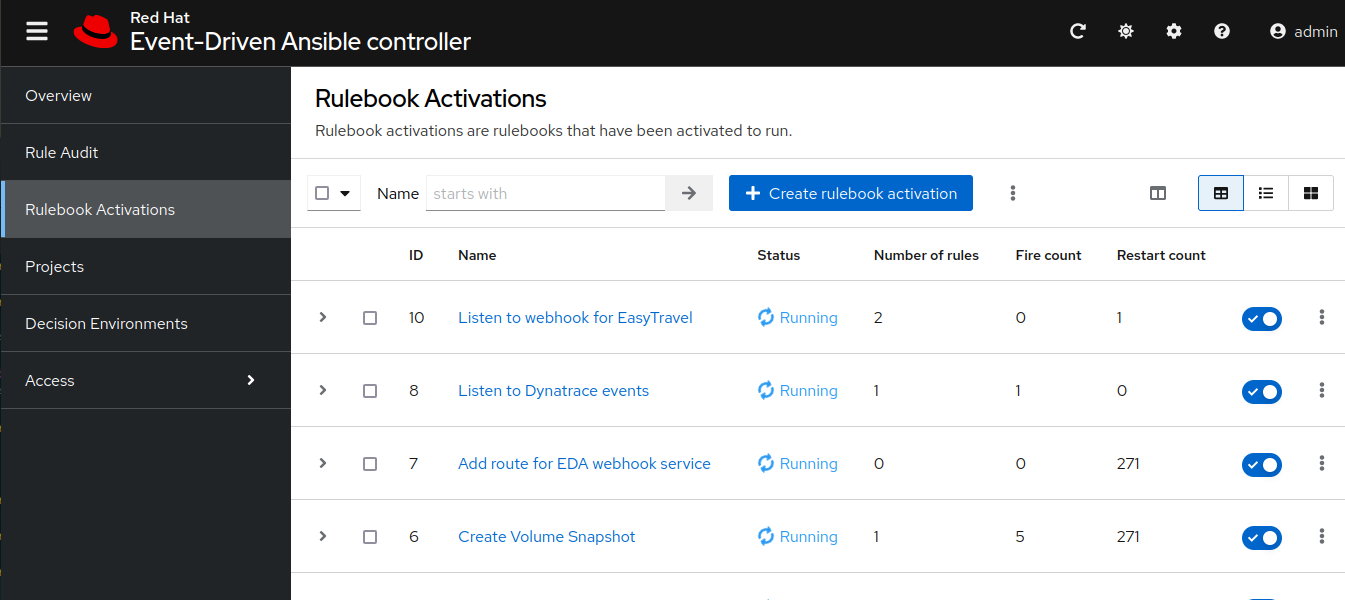 Red Hat
Event-Driven Ansible controller
admin
Overview
Rule Audit
Rulebook Activations
Projects
Decision Environments
Access
Rulebook Activations
Rulebook activations are rulebooks that have been activated to run.
Name starts with Create rulebook activation
ID Name Status Number of rules Fire count Restart count
10 Listen to webhook for EasyTravel Running 2 0 1
8 Listen to Dynatrace events Running 1 1 0
7 Add route for EDA webhook service Running 0 0 271
6 Create Volume Snapshot Running 1 5 271